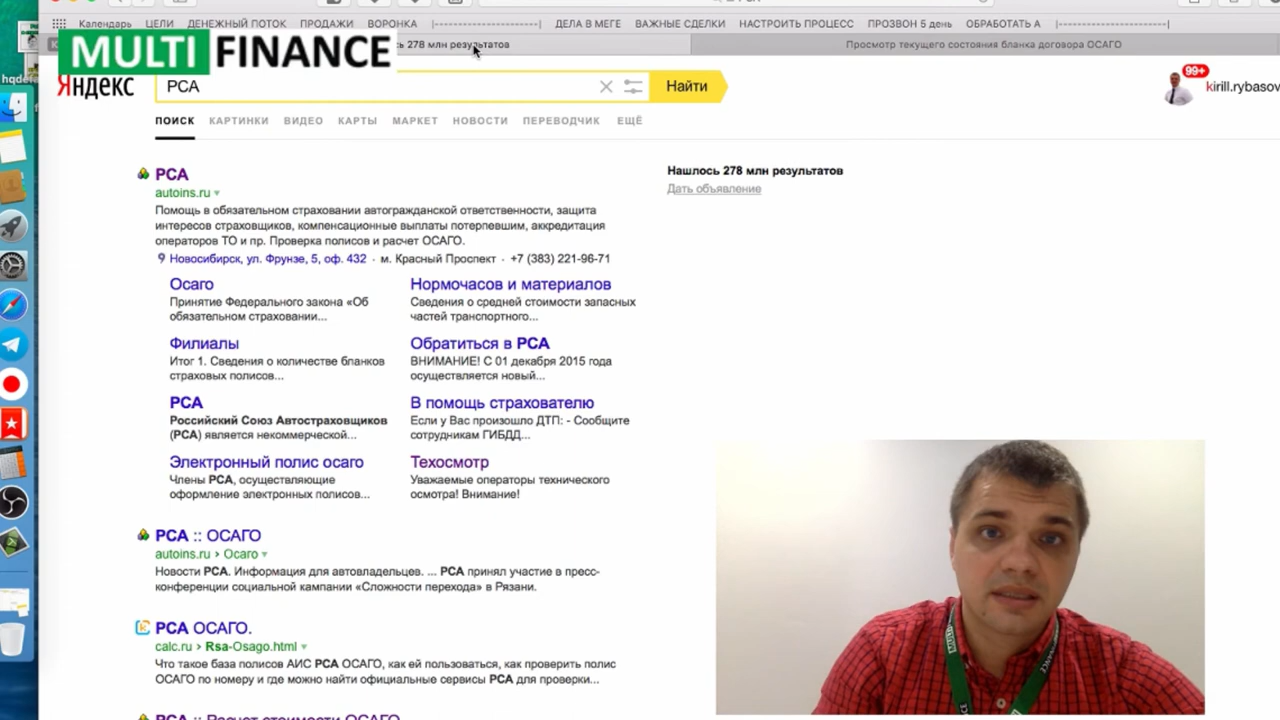 Календарь ЦЕЛИ ДЕНЕЖНЫЙ ПОТОК ПРОДАЖИ ВОРОНКА |--------------------| ДЕЛА В МЕГЕ ВАЖНЫЕ СДЕЛКИ НАСТРОИТЬ ПРОЦЕСС ПРОЗВОН 5 день ОБРАБОТАТЬ А |--------------------|
278 млн результатов
Просмотр текущего состояния бланка договора ОСАГО
MULTI FINANCE
Яндекс
РСА
Найти
99+
kirill.rybasov
ПОИСК КАРТИНКИ ВИДЕО КАРТЫ МАРКЕТ НОВОСТИ ПЕРЕВОДЧИК ЕЩЁ
РСА
autoins.ru
Помощь в обязательном страховании автогражданской ответственности, защита
интересов страховщиков, компенсационные выплаты потерпевшим, аккредитация
операторов ТО и пр. Проверка полисов и расчет ОСАГО.
Новосибирск, ул. Фрунзе, 5, оф. 432 · м. Красный Проспект · +7 (383) 221-96-71
Осаго
Принятие Федерального закона «Об
обязательном страховании...
Нормочасов и материалов
Сведения о средней стоимости запасных
частей транспортного...
Филиалы
Итог 1. Сведения о количестве бланков
страховых полисов...
Обратиться в РСА
ВНИМАНИЕ! С 01 декабря 2015 года
осуществляется новый...
РСА
Российский Союз Автостраховщиков
(РСА) является некоммерческой...
В помощь страхователю
Если у Вас произошло ДТП: - Сообщите
сотрудникам ГИБДД...
Электронный полис осаго
Члены РСА, осуществляющие
оформление электронных полисов...
Техосмотр
Уважаемые операторы технического
осмотра! Внимание!
РСА :: ОСАГО
autoins.ru › Осаго
Новости РСА. Информация для автовладельцев. ... РСА принял участие в пресс-
конференции социальной кампании «Сложности перехода» в Рязани.
РСА ОСАГО.
calc.ru › Rsa-Osago.html
Что такое база полисов АИС РСА ОСАГО, как ей пользоваться, как проверить полис
ОСАГО по номеру и где можно найти официальные сервисы РСА для проверки...
РСА :: Расчет стоимости ОСАГО
Нашлось 278 млн результатов
Дать объявление